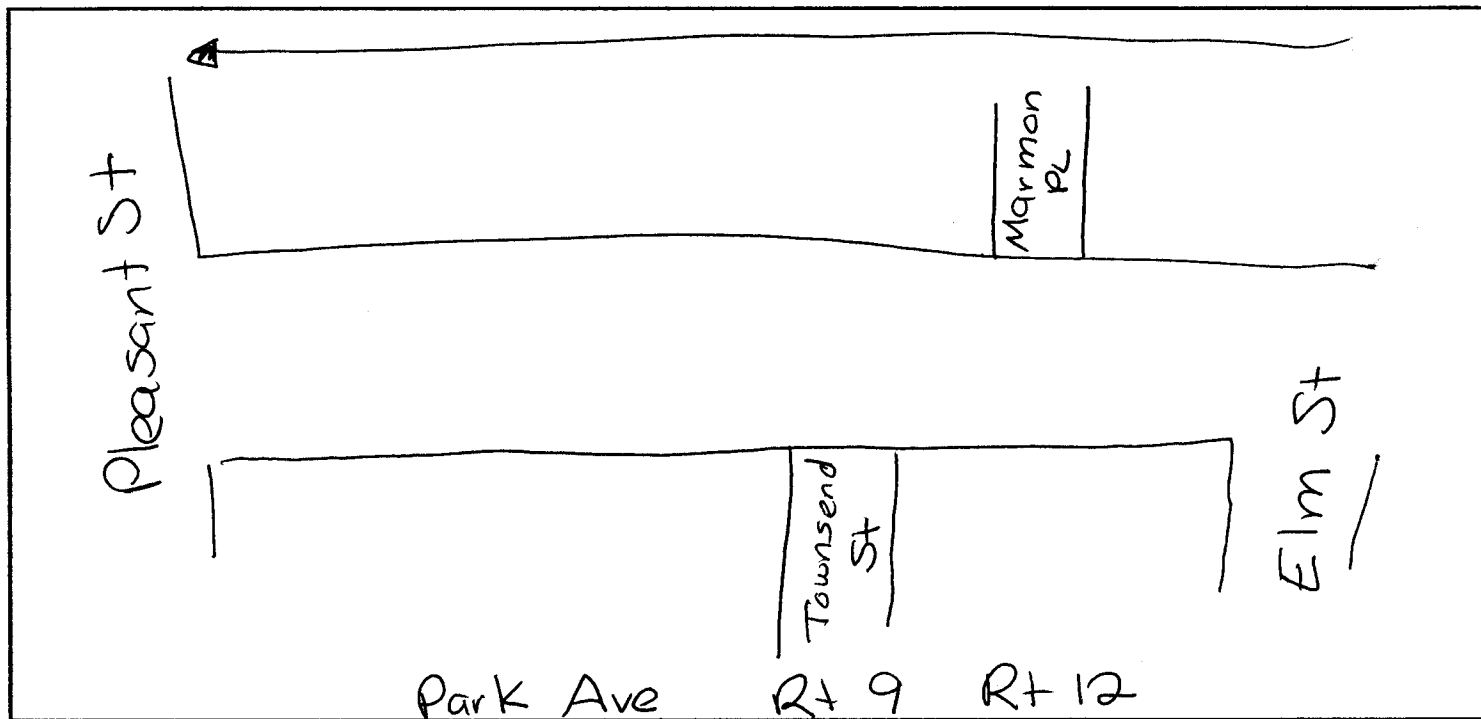 Marmon
PL
Pleasant St
Elm St
Townsend
St
Park Ave Rt 9 Rt 12